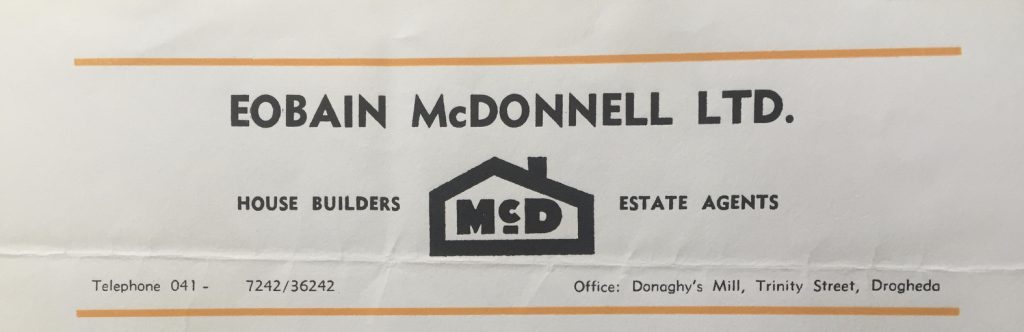 EOBAIN McDONNELL LTD.
HOUSE BUILDERS McD ESTATE AGENTS
Telephone 041 - 7242/36242 Office: Donaghy's Mill, Trinity Street, Drogheda